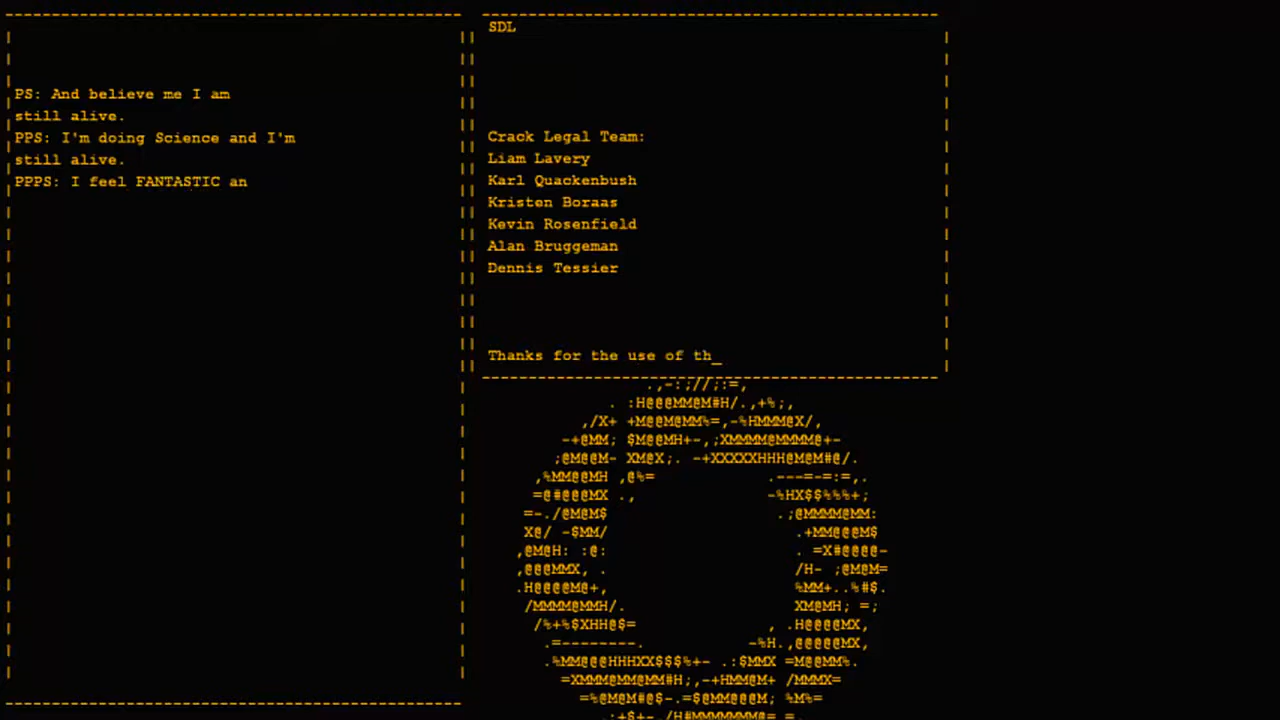 PS: And believe me I am
still alive.
PPS: I'm doing Science and I'm
still alive.
PPPS: I feel FANTASTIC an
SDL
Crack Legal Team:
Liam Lavery
Karl Quackenbush
Kristen Boraas
Kevin Rosenfield
Alan Bruggeman
Dennis Tessier
Thanks for the use of th_